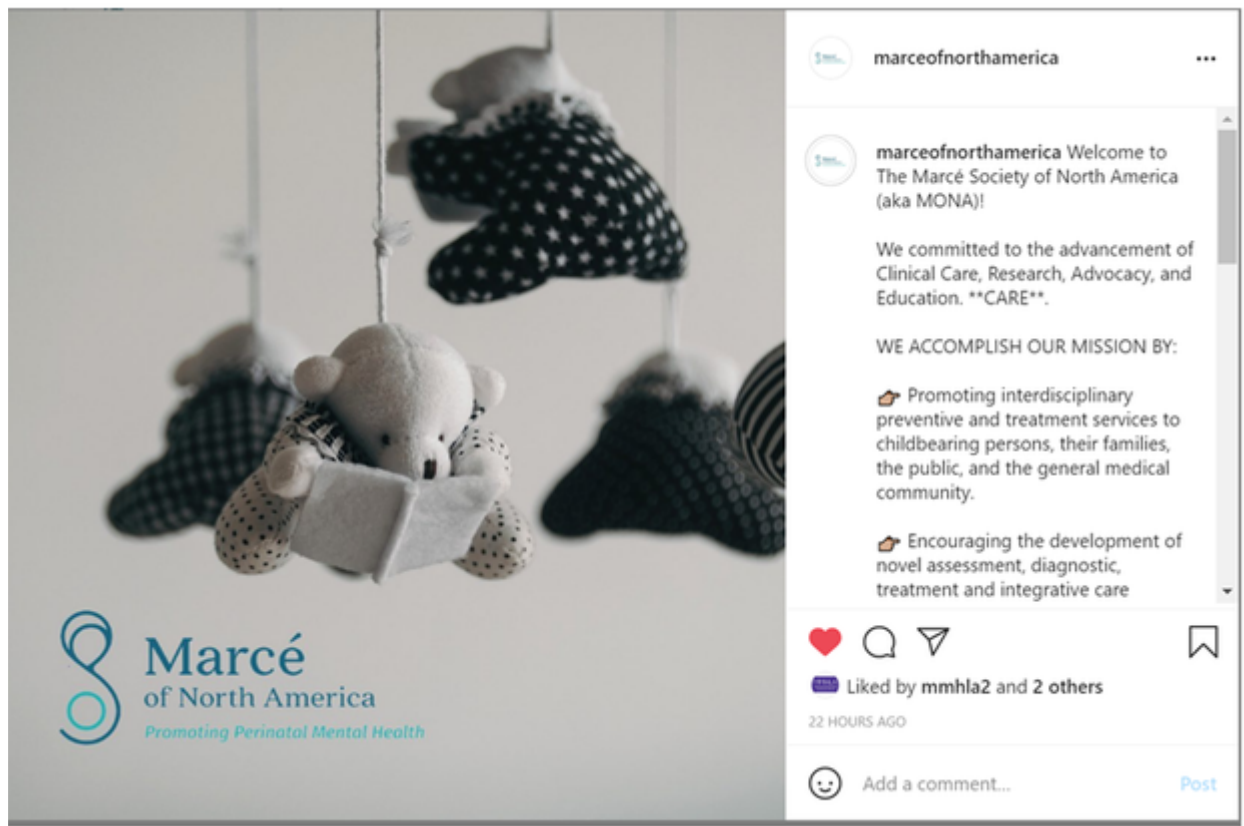 Marcé
of North America
Promoting Perinatal Mental Health
marceofnorthamerica
marceofnorthamerica Welcome to
The Marcé Society of North America
(aka MONA)!
We committed to the advancement of
Clinical Care, Research, Advocacy, and
Education. **CARE**.
WE ACCOMPLISH OUR MISSION BY:
👉 Promoting interdisciplinary
preventive and treatment services to
childbearing persons, their families,
the public, and the general medical
community.
👉 Encouraging the development of
novel assessment, diagnostic,
treatment and integrative care
Liked by mmhla2 and 2 others
22 HOURS AGO
Add a comment...
Post